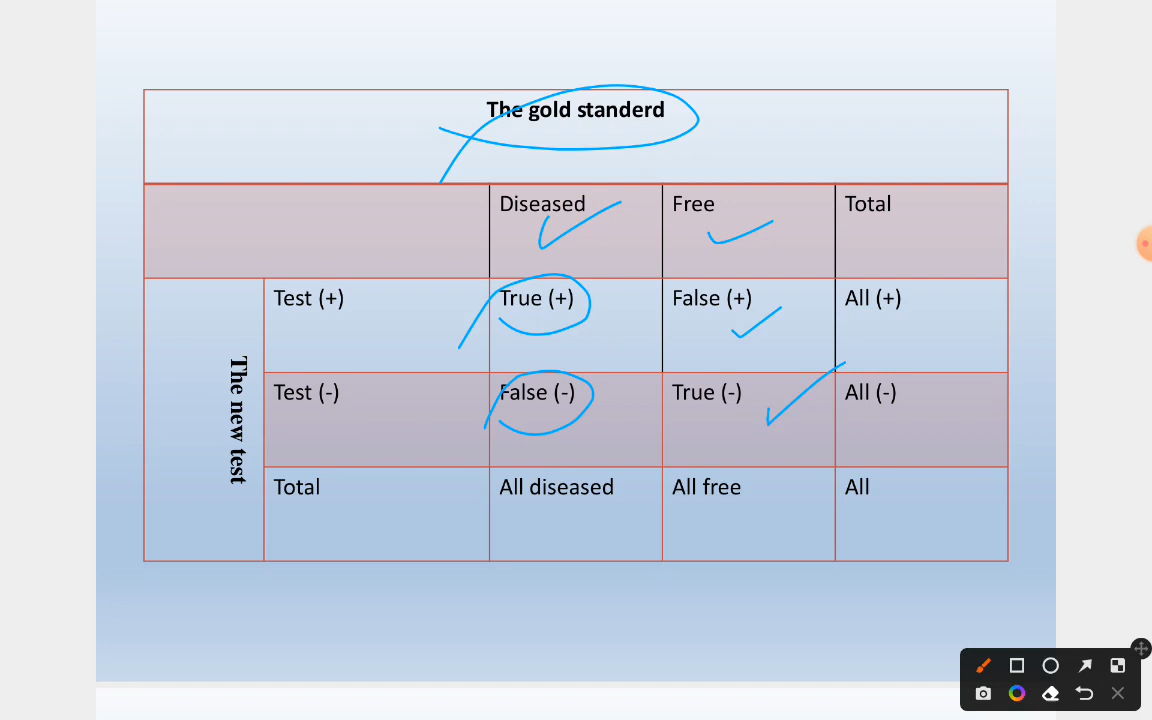 The gold standerd
Diseased Free Total
Test (+) True (+) False (+) All (+)
The new test
Test (-) False (-) True (-) All (-)
Total All diseased All free All